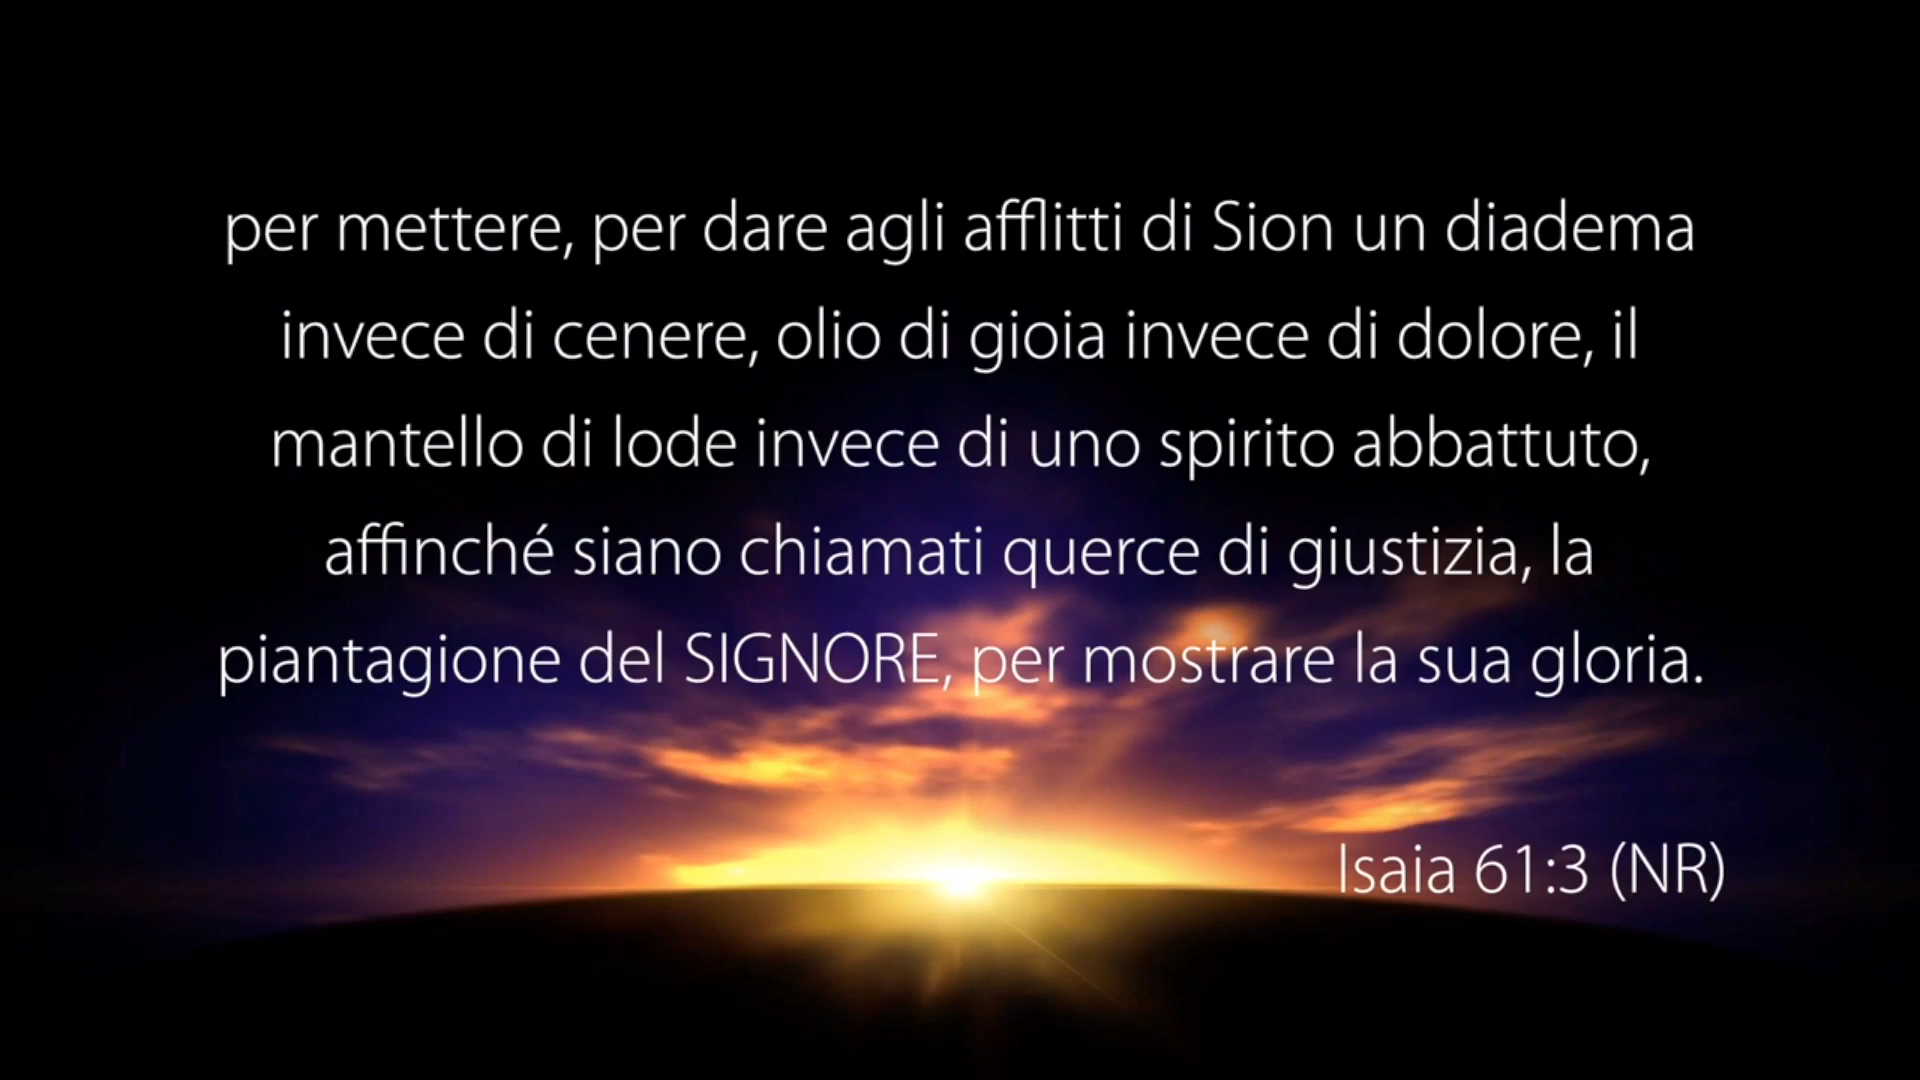 per mettere, per dare agli afflitti di Sion un diadema
invece di cenere, olio di gioia invece di dolore, il
mantello di lode invece di uno spirito abbattuto,
affinché siano chiamati querce di giustizia, la
piantagione del SIGNORE, per mostrare la sua gloria.
Isaia 61:3 (NR)